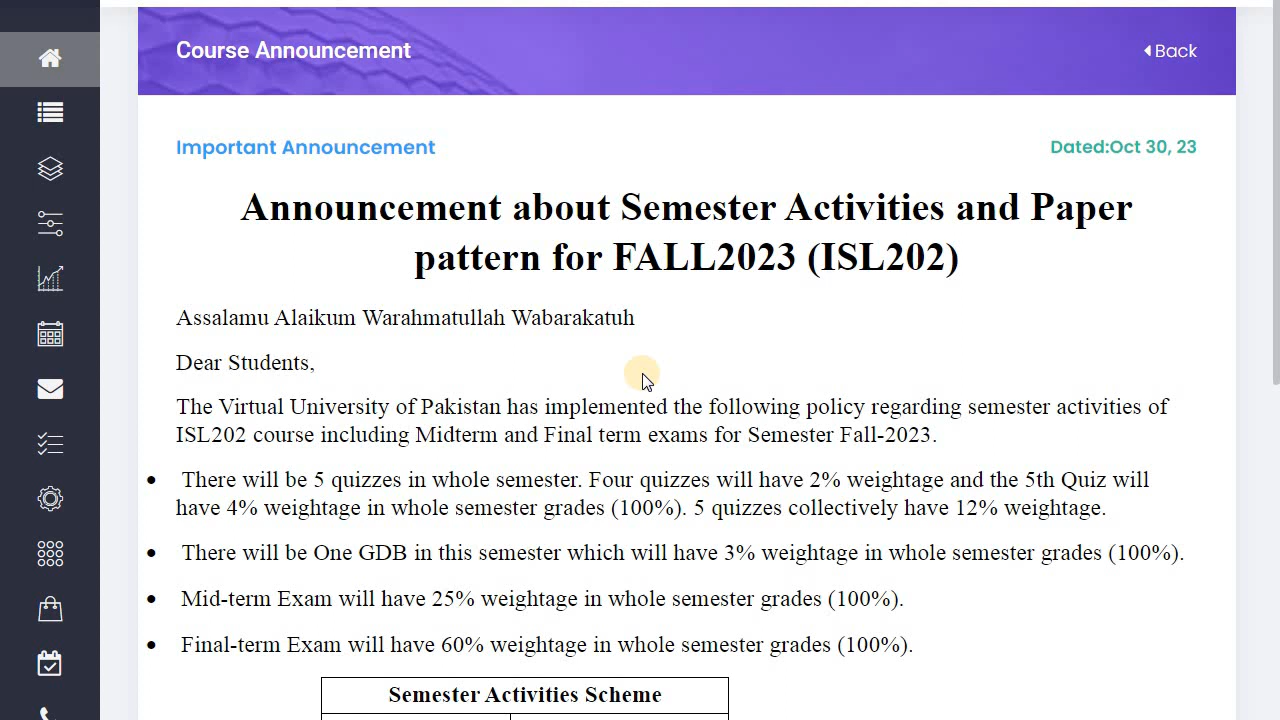 Course Announcement
Back
Important Announcement
Dated:Oct 30, 23
Announcement about Semester Activities and Paper
pattern for FALL2023 (ISL202)
Assalamu Alaikum Warahmatullah Wabarakatuh
Dear Students,
The Virtual University of Pakistan has implemented the following policy regarding semester activities of
ISL202 course including Midterm and Final term exams for Semester Fall-2023.
• There will be 5 quizzes in whole semester. Four quizzes will have 2% weightage and the 5th Quiz will
have 4% weightage in whole semester grades (100%). 5 quizzes collectively have 12% weightage.
• There will be One GDB in this semester which will have 3% weightage in whole semester grades (100%).
• Mid-term Exam will have 25% weightage in whole semester grades (100%).
• Final-term Exam will have 60% weightage in whole semester grades (100%).
Semester Activities Scheme